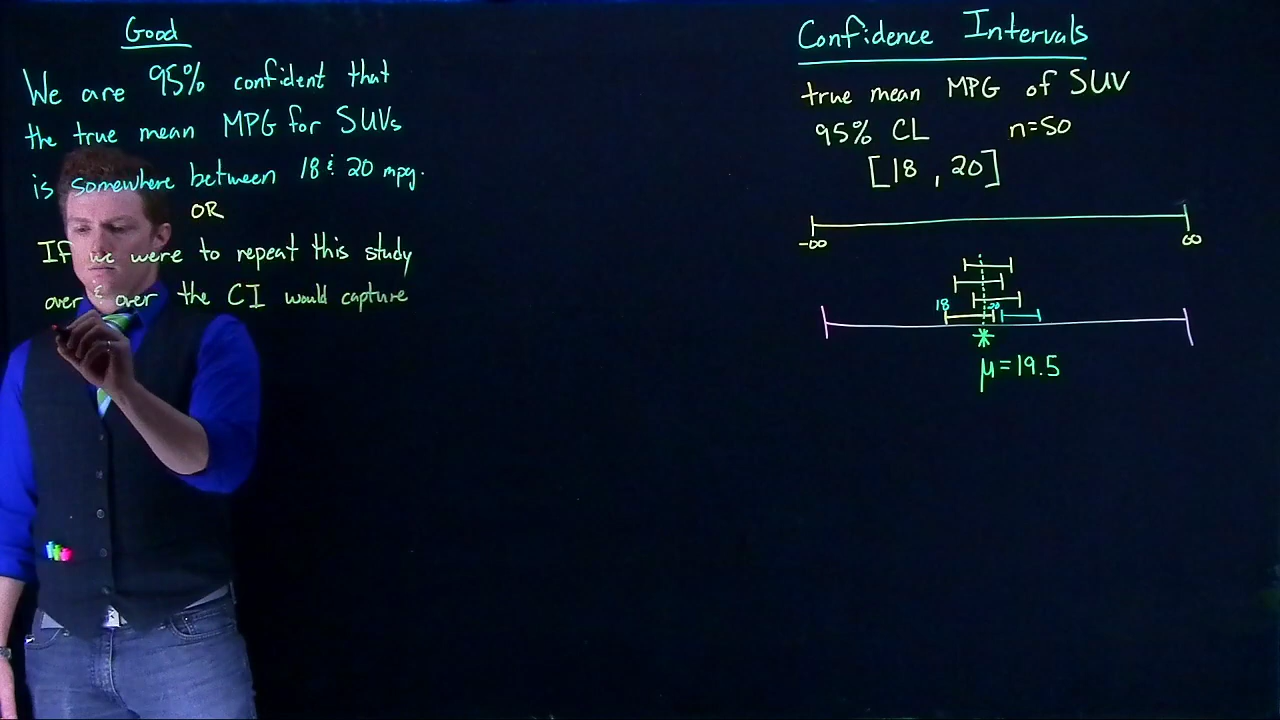 Good
We are 95% confident that
the true mean MPG for SUVs
is somewhere between 18 & 20 mpg.
OR
If we were to repeat this study
over & over the CI would capture
Confidence Intervals
true mean MPG of SUV
95% CL n=50
[18, 20]
-∞ ∞
18 20
μ=19.5